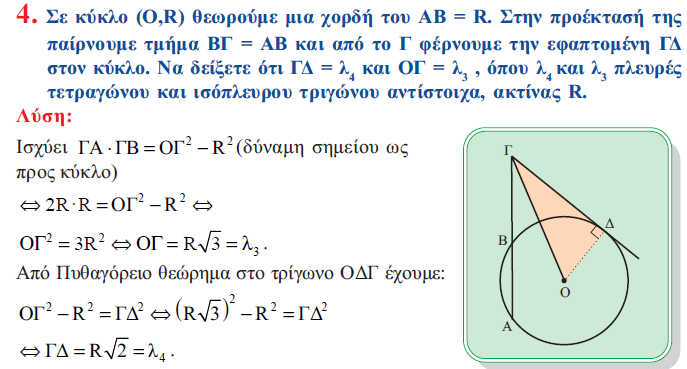 4. Σε κύκλο (O,R) θεωρούμε μια χορδή του AB = R. Στην προέκτασή της
παίρνουμε τμήμα ΒΓ = ΑΒ και από το Γ φέρνουμε την εφαπτομένη ΓΔ
στον κύκλο. Να δείξετε ότι ΓΔ = λ₄ και ΟΓ = λ₃ , όπου λ₄ και λ₃ πλευρές
τετραγώνου και ισόπλευρου τριγώνου αντίστοιχα, ακτίνας R.
Λύση:
Ισχύει ΓΑ · ΓΒ = ΟΓ² − R² (δύναμη σημείου ως
προς κύκλο)
⇔ 2R · R = ΟΓ² − R² ⇔
ΟΓ² = 3R² ⇔ ΟΓ = R√3 = λ₃ .
Από Πυθαγόρειο θεώρημα στο τρίγωνο ΟΔΓ έχουμε:
ΟΓ² − R² = ΓΔ² ⇔ (R√3)² − R² = ΓΔ²
⇔ ΓΔ = R√2 = λ₄ .
Γ
Δ
Β
Ο
Α